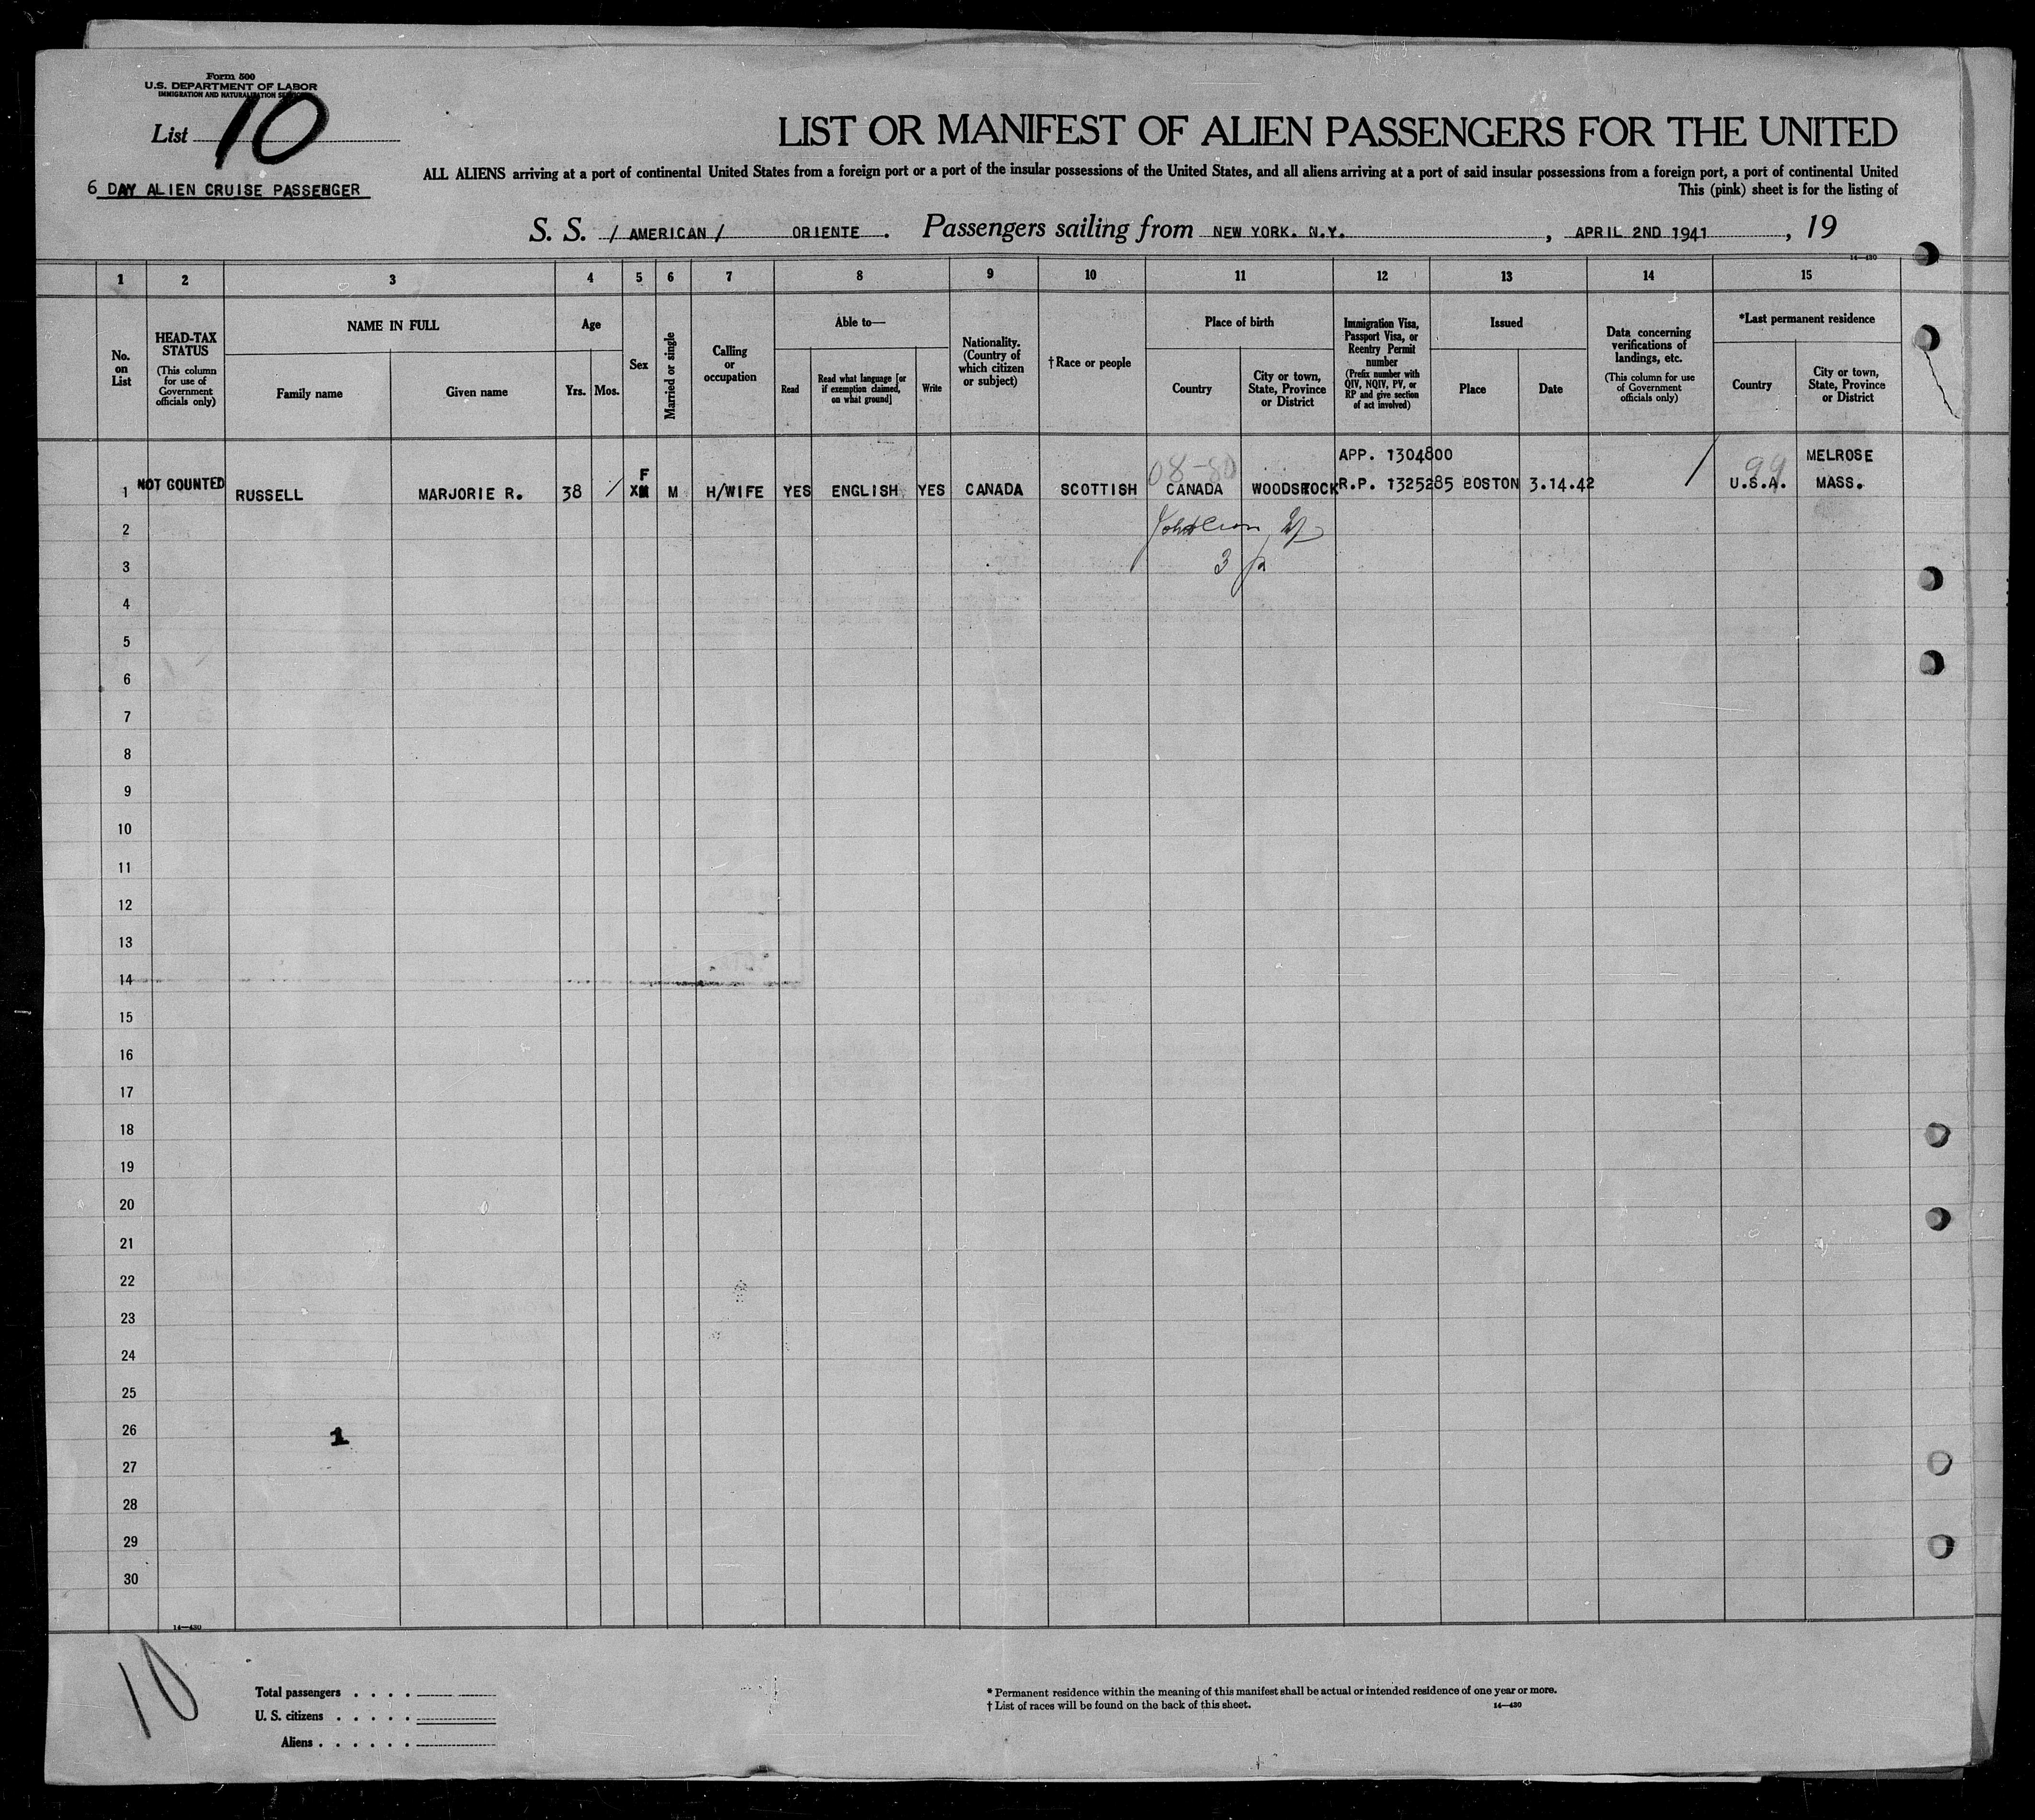 Form 500
U.S. DEPARTMENT OF LABOR
IMMIGRATION AND NATURALIZATION SERVICE
List 10
6 DAY ALIEN CRUISE PASSENGER
LIST OR MANIFEST OF ALIEN PASSENGERS FOR THE UNITED
ALL ALIENS arriving at a port of continental United States from a foreign port or a port of the insular possessions of the United States, and all aliens arriving at a port of said insular possessions from a foreign port, a port of continental United
This (pink) sheet is for the listing of
S. S. / AMERICAN / ORIENTE . Passengers sailing from NEW YORK. N.Y. , APRIL 2ND 1941 , 19
14—430
1 2 3 4 5 6 7 8 9 10 11 12 13 14 15
No. on List
HEAD-TAX STATUS
(This column for use of Government officials only)
NAME IN FULL
Family name
Given name
Age
Yrs. Mos.
Sex
Married or single
Calling or occupation
Able to—
Read
Read what language [or if exemption claimed, on what ground]
Write
Nationality. (Country of which citizen or subject)
†Race or people
Place of birth
Country
City or town, State, Province or District
Immigration Visa, Passport Visa, or Reentry Permit number
(Prefix number with QIV, NQIV, PV, or RP and give section of act involved)
Issued
Place
Date
Data concerning verifications of landings, etc.
(This column for use of Government officials only)
*Last permanent residence
Country
City or town, State, Province or District
APP. 1304800 MELROSE
F 08-80 99
1 NOT COUNTED RUSSELL MARJORIE R. 38 / XM M H/WIFE YES ENGLISH YES CANADA SCOTTISH CANADA WOODSTOCK R.P. 1325285 BOSTON 3.14.42 / U.S.A. MASS.
2
3
4
5
6
7
8
9
10
11
12
13
14
15
16
17
18
19
20
21
22
23
24
25
26 1
27
28
29
30
14—430
10
Total passengers . . . .
U. S. citizens . . . . .
Aliens . . . . . .
* Permanent residence within the meaning of this manifest shall be actual or intended residence of one year or more.
† List of races will be found on the back of this sheet.
14—430